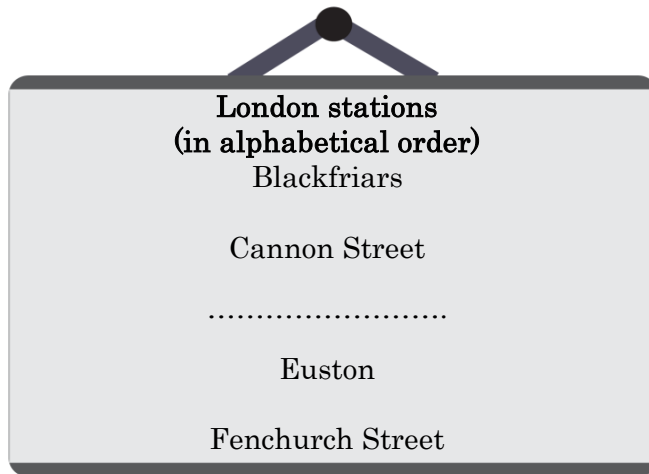 London stations
(in alphabetical order)
Blackfriars
Cannon Street
.........................
Euston
Fenchurch Street